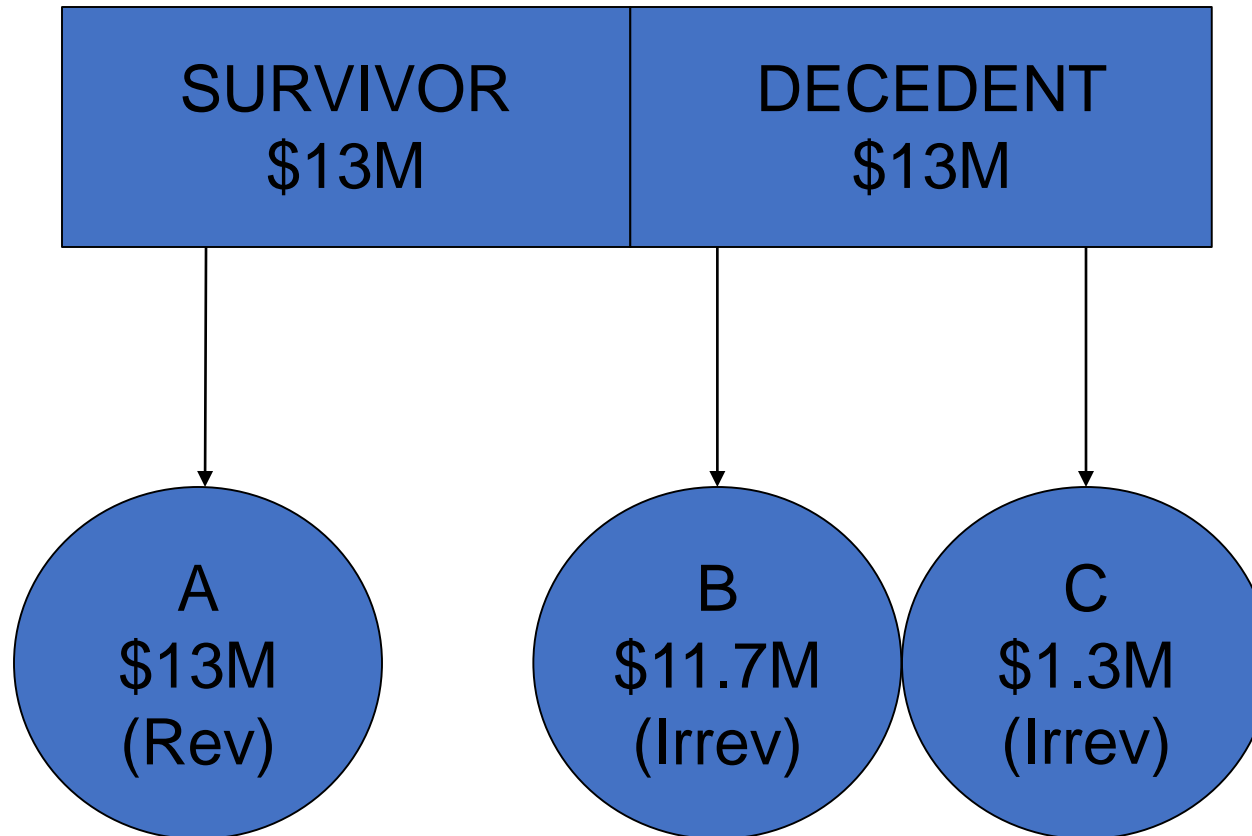 SURVIVOR
$13M
DECEDENT
$13M
A
$13M
(Rev)
B
$11.7M
(Irrev)
C
$1.3M
(Irrev)